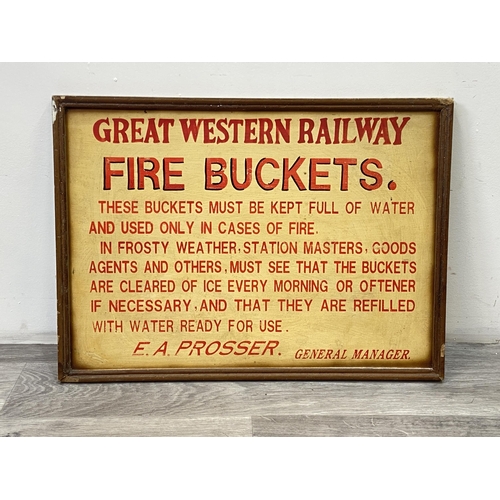 GREAT WESTERN RAILWAY
FIRE BUCKETS.
THESE BUCKETS MUST BE KEPT FULL OF WATER
AND USED ONLY IN CASES OF FIRE.
IN FROSTY WEATHER, STATION MASTERS, GOODS
AGENTS AND OTHERS, MUST SEE THAT THE BUCKETS
ARE CLEARED OF ICE EVERY MORNING OR OFTENER
IF NECESSARY, AND THAT THEY ARE REFILLED
WITH WATER READY FOR USE.
E. A. PROSSER. GENERAL MANAGER.